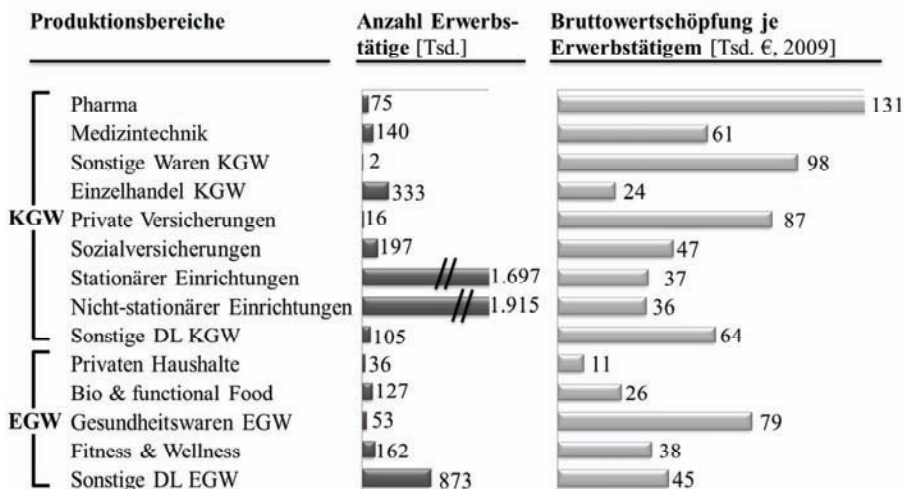 Produktionsbereiche Anzahl Erwerbs- Bruttowertschöpfung je
tätige [Tsd.] Erwerbstätigem [Tsd. €, 2009]
Pharma 75 131
Medizintechnik 140 61
Sonstige Waren KGW 2 98
Einzelhandel KGW 333 24
KGW Private Versicherungen 16 87
Sozialversicherungen 197 47
Stationärer Einrichtungen 1.697 37
Nicht-stationärer Einrichtungen 1.915 36
Sonstige DL KGW 105 64
Privaten Haushalte 36 11
Bio & functional Food 127 26
EGW Gesundheitswaren EGW 53 79
Fitness & Wellness 162 38
Sonstige DL EGW 873 45